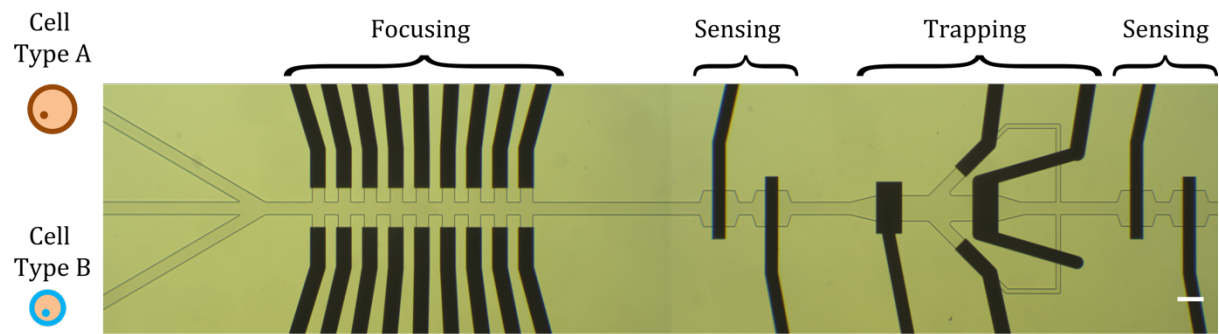 Cell
Type A
Focusing
Sensing
Trapping
Sensing
Cell
Type B